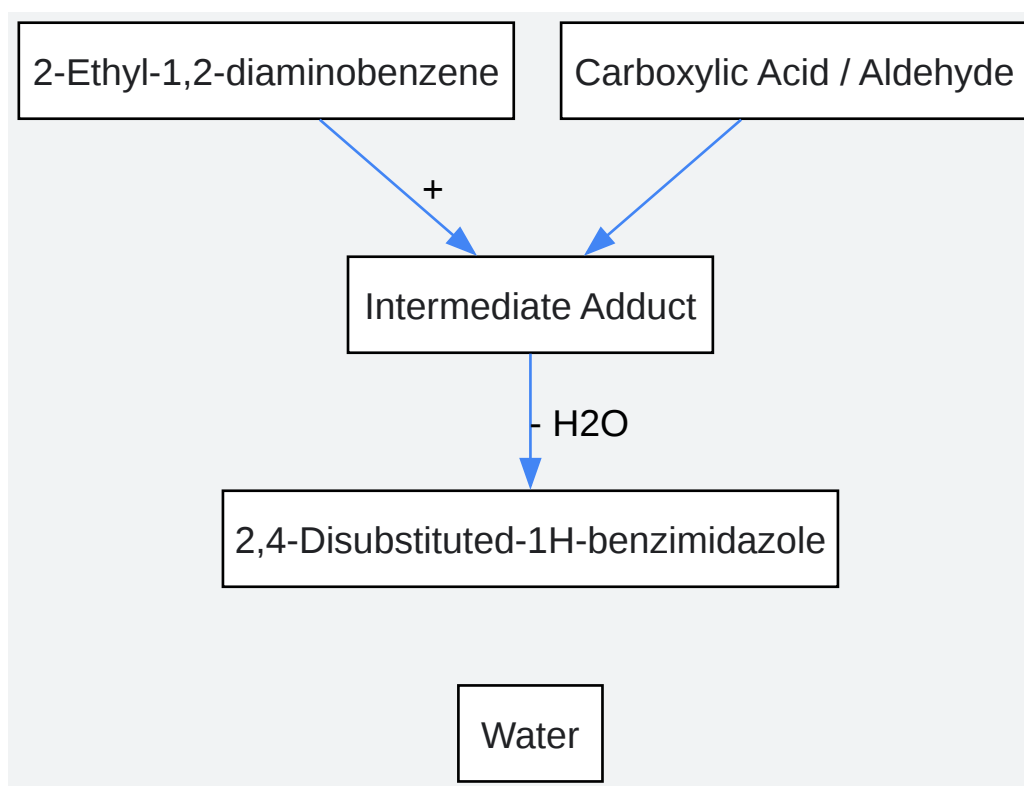 2-Ethyl-1,2-diaminobenzene
Carboxylic Acid / Aldehyde
+
Intermediate Adduct
- H2O
2,4-Disubstituted-1H-benzimidazole
Water